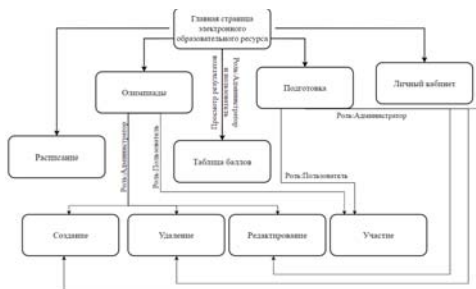 Главная страница
электронного
образовательного ресурса
Олимпиады
Просмотр результатов
и пользователь
Роль:Администратор
Подготовка
Личный кабинет
Роль:Администратор
Расписание
Роль:Администратор
Роль:Пользователь
Таблица баллов
Роль:Пользователь
Создание
Удаление
Редактирование
Участие